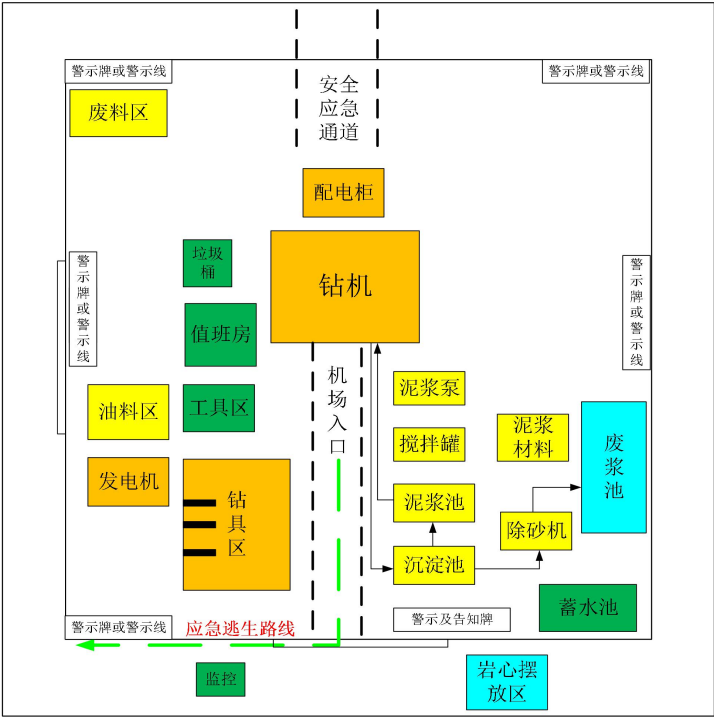 警示牌或警示线
警示牌或警示线
安全
应急
通道
废料区
配电柜
垃圾
桶
钻机
警示牌或警示线
警示牌或警示线
值班房
机场入口
泥浆泵
油料区
工具区
泥浆
材料
废浆池
搅拌罐
发电机
钻具区
泥浆池
除砂机
沉淀池
蓄水池
警示牌或警示线
应急逃生路线
警示及告知牌
监控
岩心摆
放区